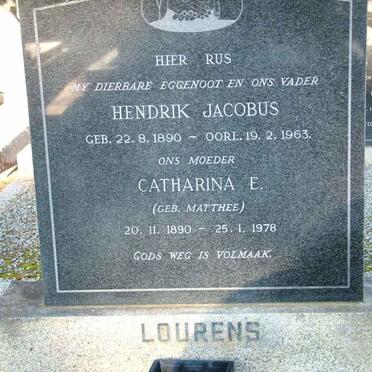 HIER RUS
MY DIERBARE EGGENOOT EN ONS VADER
HENDRIK JACOBUS
GEB. 22. 8. 1890 ~ OORL. 19. 2. 1963.
ONS MOEDER
CATHARINA E.
(GEB. MATTHEE)
20. 11. 1890 ~ 25. 1. 1978
GODS WEG IS VOLMAAK.
LOURENS